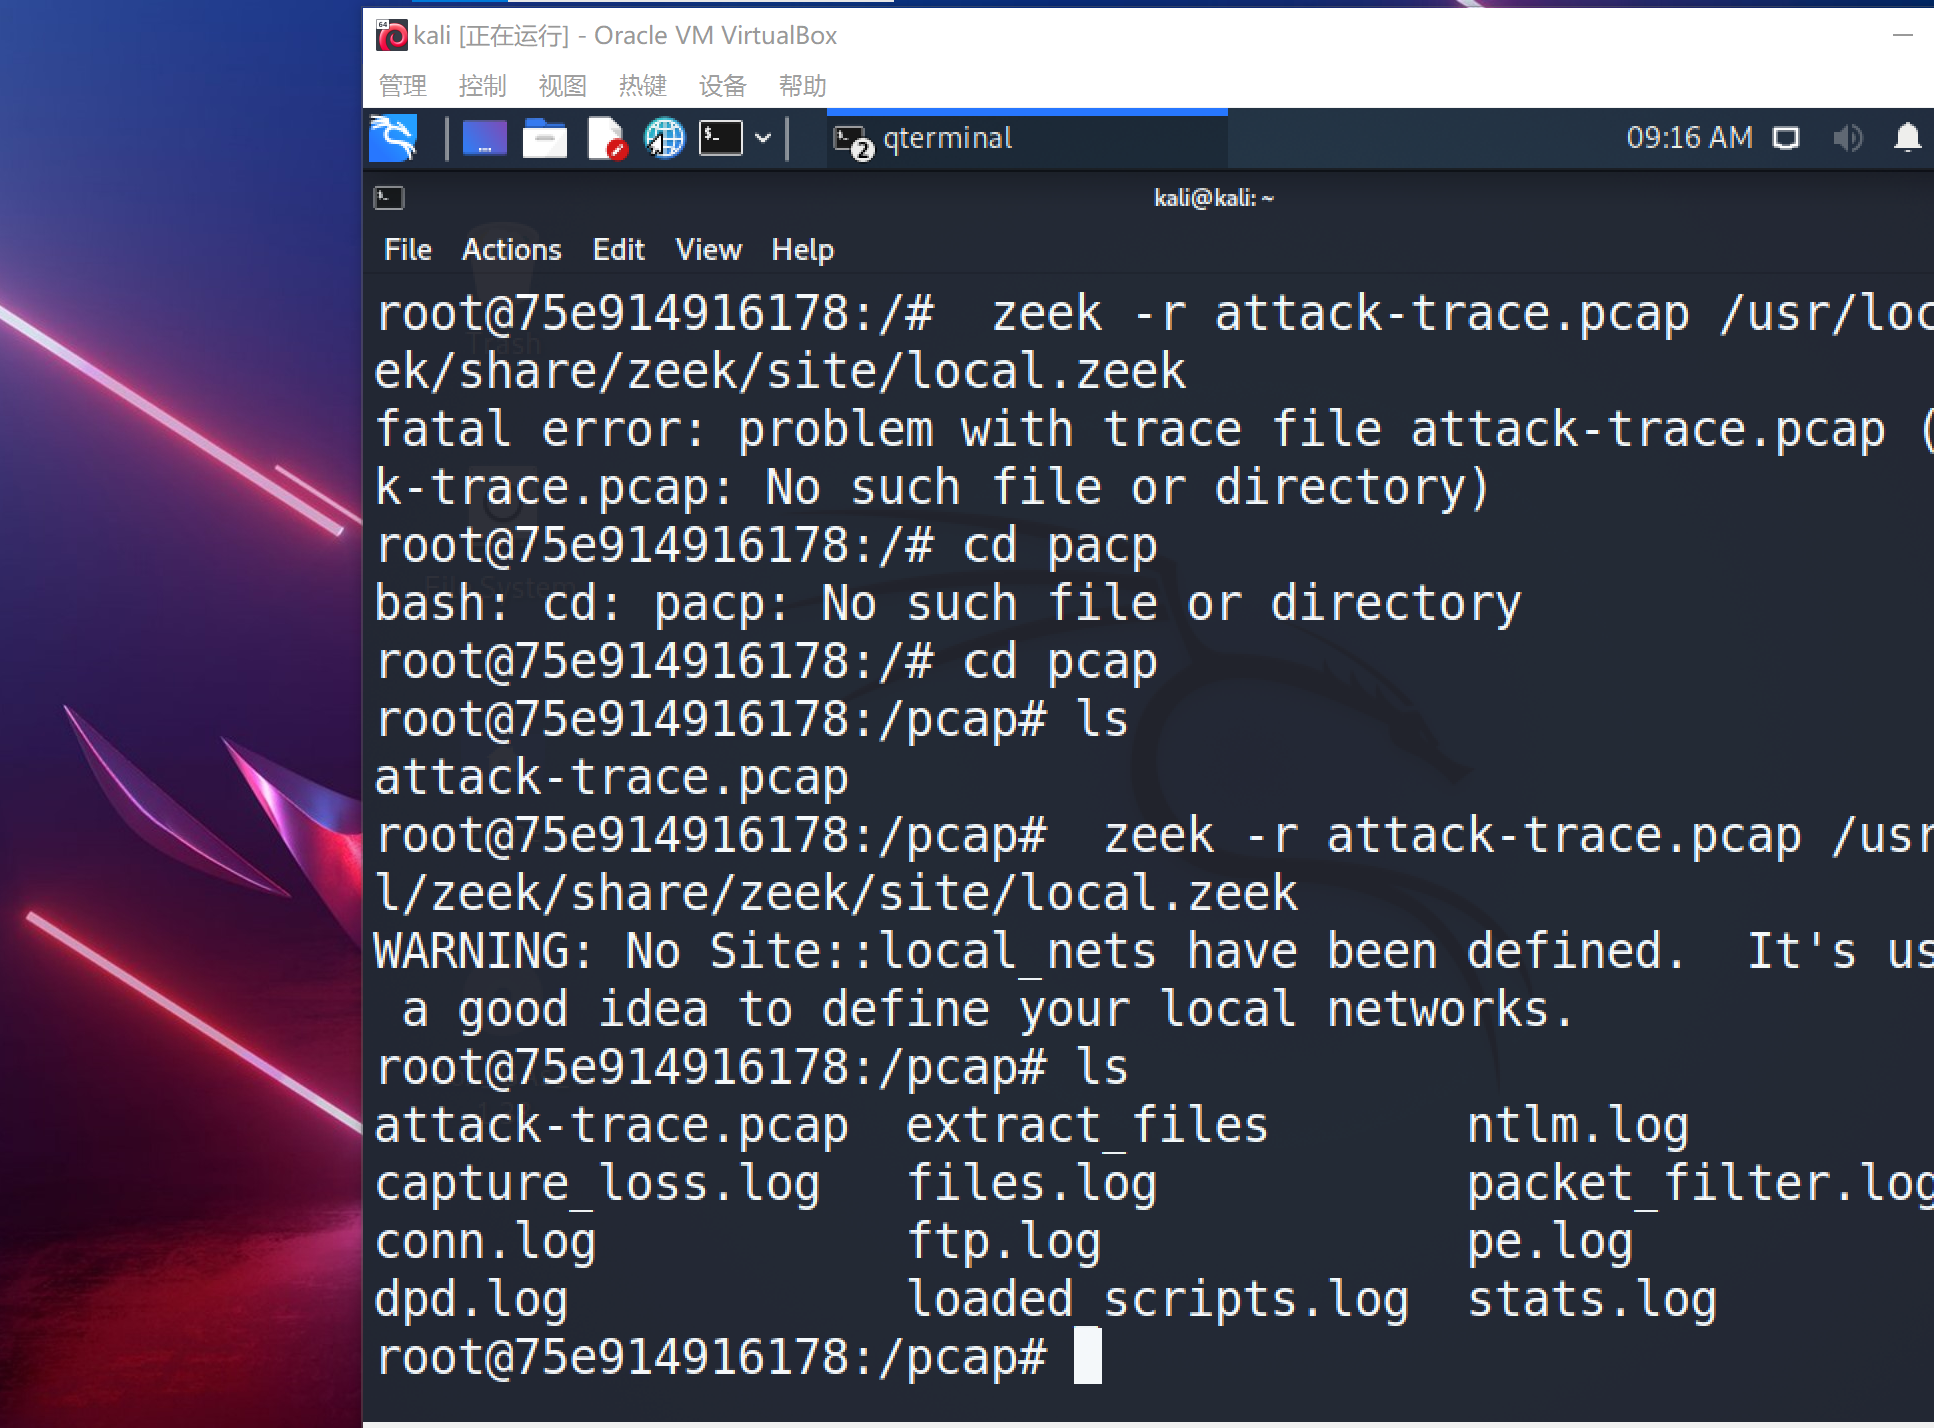 kali [正在运行] - Oracle VM VirtualBox
管理 控制 视图 热键 设备 帮助
qterminal 09:16 AM
kali@kali: ~
File Actions Edit View Help
root@75e914916178:/#  zeek -r attack-trace.pcap /usr/loc
ek/share/zeek/site/local.zeek
fatal error: problem with trace file attack-trace.pcap (
k-trace.pcap: No such file or directory)
root@75e914916178:/# cd pacp
bash: cd: pacp: No such file or directory
root@75e914916178:/# cd pcap
root@75e914916178:/pcap# ls
attack-trace.pcap
root@75e914916178:/pcap#  zeek -r attack-trace.pcap /usr
l/zeek/share/zeek/site/local.zeek
WARNING: No Site::local_nets have been defined.  It's us
 a good idea to define your local networks.
root@75e914916178:/pcap# ls
attack-trace.pcap  extract_files       ntlm.log
capture_loss.log   files.log           packet_filter.log
conn.log           ftp.log             pe.log
dpd.log            loaded_scripts.log  stats.log
root@75e914916178:/pcap#
Trash
File System